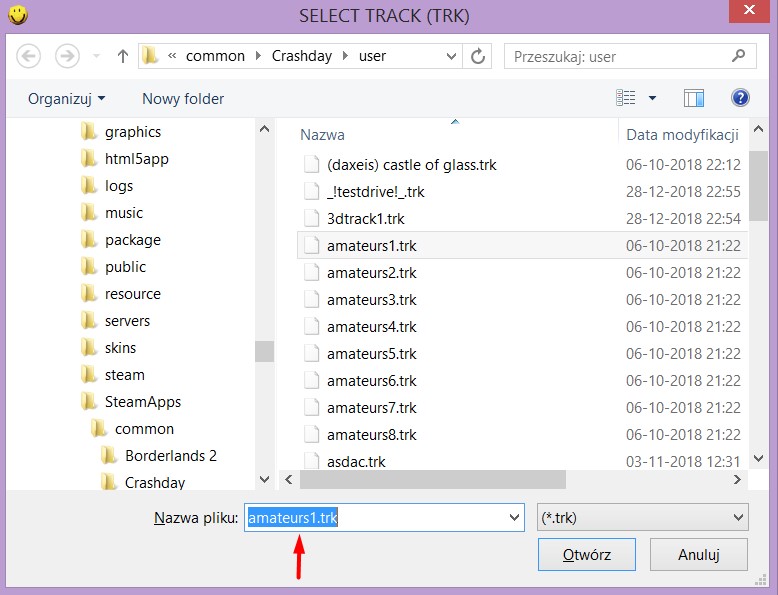 SELECT TRACK (TRK)
« common Crashday user
Przeszukaj: user
Organizuj
Nowy folder
graphics
html5app
logs
music
package
public
resource
servers
skins
steam
SteamApps
common
Borderlands 2
Crashday
Nazwa Data modyfikacji
(daxeis) castle of glass.trk 06-10-2018 22:12
_!testdrive!_.trk 28-12-2018 22:55
3dtrack1.trk 28-12-2018 22:54
amateurs1.trk 06-10-2018 21:22
amateurs2.trk 06-10-2018 21:22
amateurs3.trk 06-10-2018 21:22
amateurs4.trk 06-10-2018 21:22
amateurs5.trk 06-10-2018 21:22
amateurs6.trk 06-10-2018 21:22
amateurs7.trk 06-10-2018 21:22
amateurs8.trk 06-10-2018 21:22
asdac.trk 03-11-2018 12:31
Nazwa pliku: amateurs1.trk
(*.trk)
Otwórz
Anuluj